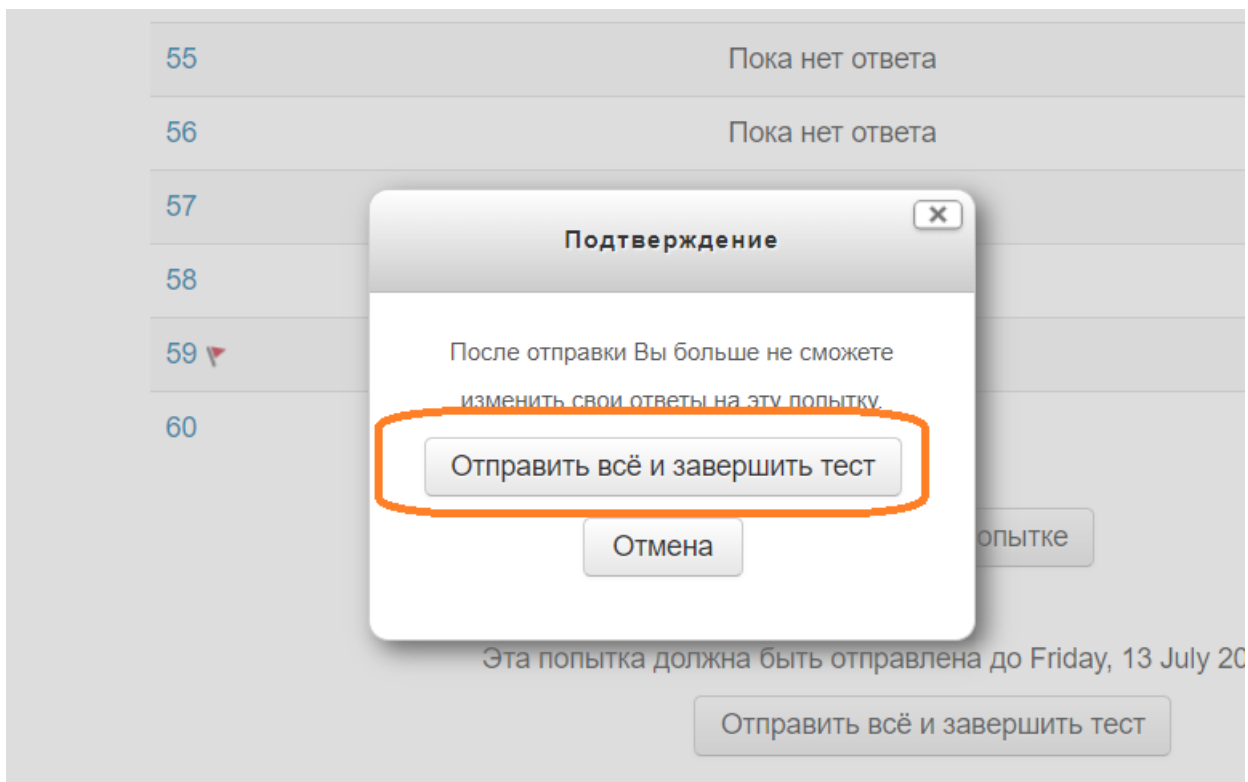 55 Пока нет ответа
56 Пока нет ответа
57
Подтверждение
58
59
После отправки Вы больше не сможете
изменить свои ответы на эту попытку.
60
Отправить всё и завершить тест
Отмена
опытке
Эта попытка должна быть отправлена до Friday, 13 July 20
Отправить всё и завершить тест